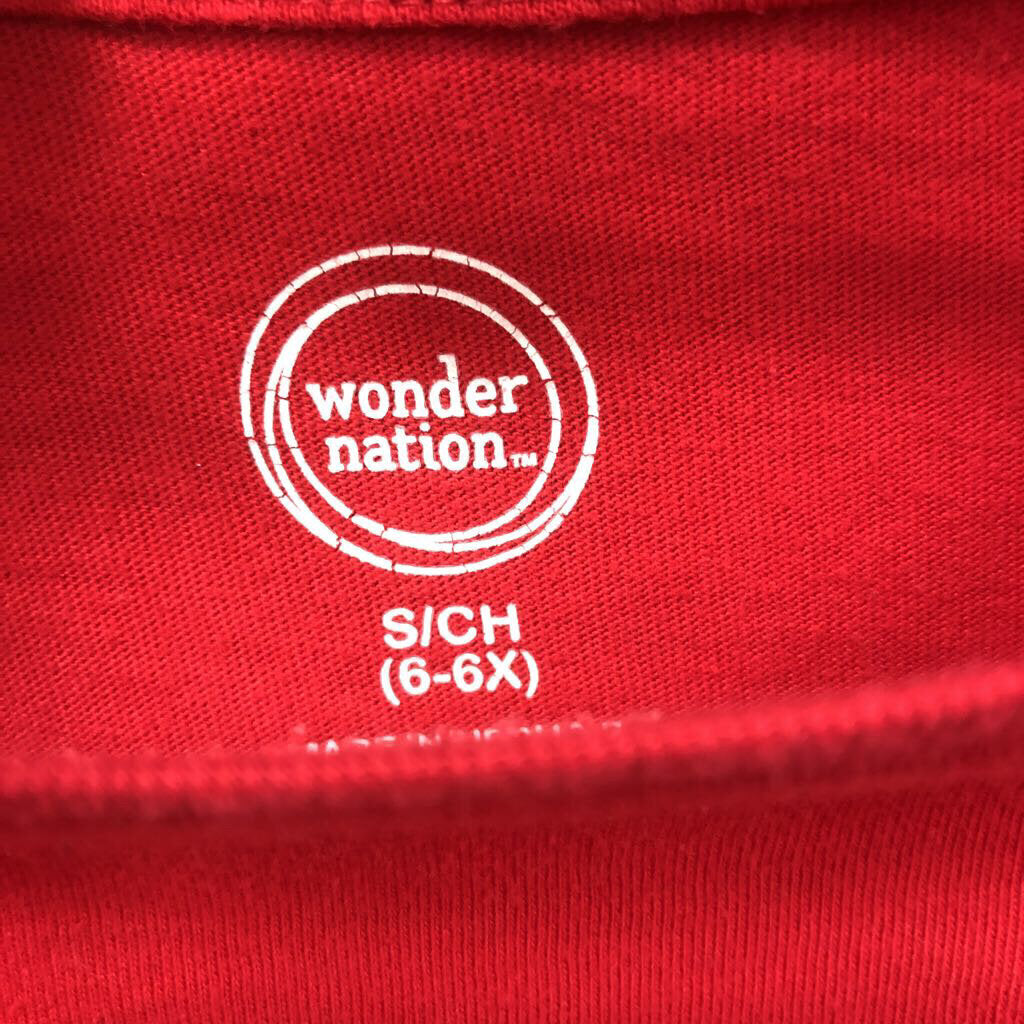 wonder
nation™
S/CH
(6-6X)